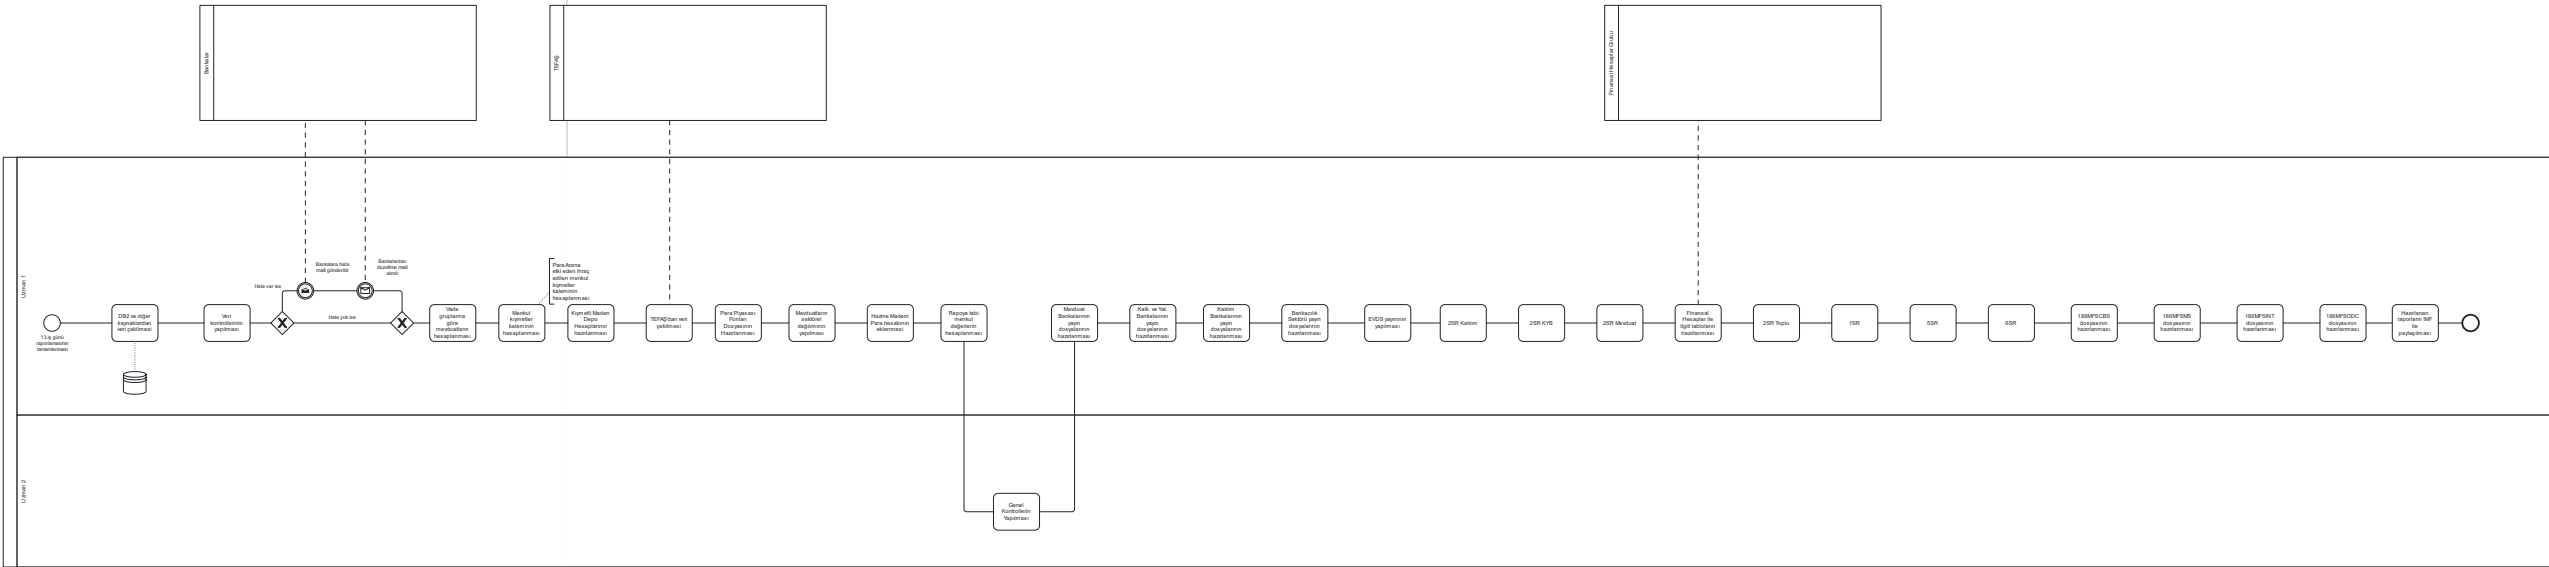 Bankalar
TEFAŞ
Finansal Hesaplar Grubu
Uzman 1
13.iş günü
raporlamasının
tamamlanması
DB2 ve diğer
kaynaklardan
veri çekilmesi
Veri
kontrollerinin
yapılması
Hata var ise
Bankalara hata
maili gönderildi
Bankalardan
düzeltme maili
alındı
Hata yok ise
Vade
gruplarına
göre
mevduatların
hesaplanması
Menkul
kıymetler
kaleminin
hesaplanması
Para Arzına
etki eden ihraç
edilen menkul
kıymetler
kaleminin
hesaplanması
Kıymetli Maden
Depo
Hesaplarının
hazırlanması
TEFAŞ'dan veri
çekilmesi
Para Piyasası
Fonları
Dosyasının
Hazırlanması
Mevduatların
sektörel
dağılımının
yapılması
Hazine Madeni
Para hesabının
eklenmesi
Repoya tabi
menkul
değerlerin
hesaplanması
Mevduat
Bankalarının
yayın
dosyalarının
hazırlanması
Kalk. ve Yat.
Bankalarının
yayın
dosyalarının
hazırlanması
Katılım
Bankalarının
yayım
dosyalarının
hazırlanması
Bankacılık
Sektörü yayın
dosyalarının
hazırlanması
EVDS yayınının
yapılması
2SR Katılım
2SR KYB
2SR Mevduat
Finansal
Hesaplar ile
ilgili tabloların
hazırlanması
2SR Toplu
1SR
5SR
6SR
186MFSCBS
dosyasının
hazırlanması
186MFSMS
dosyasının
hazırlanması
186MFSINT
dosyasının
hazırlanması
186MFSODC
dosyasının
hazırlanması
Hazırlanan
raporların IMF
ile
paylaşılması
Uzman 2
Genel
Kontrollerin
Yapılması